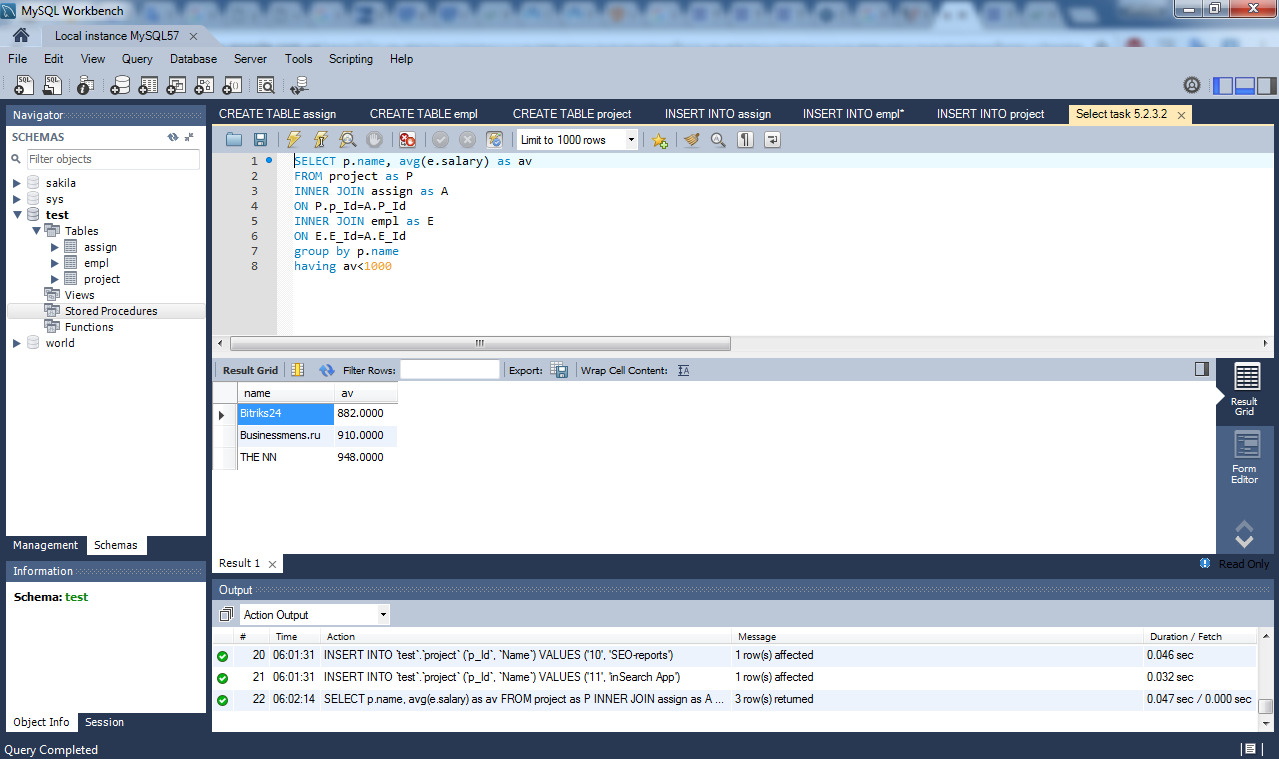 MySQL Workbench
Local instance MySQL57
File Edit View Query Database Server Tools Scripting Help
Navigator
SCHEMAS
Filter objects
sakila
sys
test
Tables
assign
empl
project
Views
Stored Procedures
Functions
world
Management Schemas
Information
Schema: test
Object Info Session
CREATE TABLE assign CREATE TABLE empl CREATE TABLE project INSERT INTO assign INSERT INTO empl* INSERT INTO project Select task 5.2.3.2
Limit to 1000 rows
1 SELECT p.name, avg(e.salary) as av
2 FROM project as P
3 INNER JOIN assign as A
4 ON P.p_Id=A.P_Id
5 INNER JOIN empl as E
6 ON E.E_Id=A.E_Id
7 group by p.name
8 having av<1000
Result Grid Filter Rows: Export: Wrap Cell Content:
name av
Bitriks24 882.0000
Businessmens.ru 910.0000
THE NN 948.0000
Result Grid
Form Editor
Result 1
Read Only
Output
Action Output
# Time Action Message Duration / Fetch
20 06:01:31 INSERT INTO `test`.`project` (`p_Id`, `Name`) VALUES ('10', 'SEO-reports') 1 row(s) affected 0.046 sec
21 06:01:31 INSERT INTO `test`.`project` (`p_Id`, `Name`) VALUES ('11', 'inSearch App') 1 row(s) affected 0.032 sec
22 06:02:14 SELECT p.name, avg(e.salary) as av FROM project as P INNER JOIN assign as A ... 3 row(s) returned 0.047 sec / 0.000 sec
Query Completed